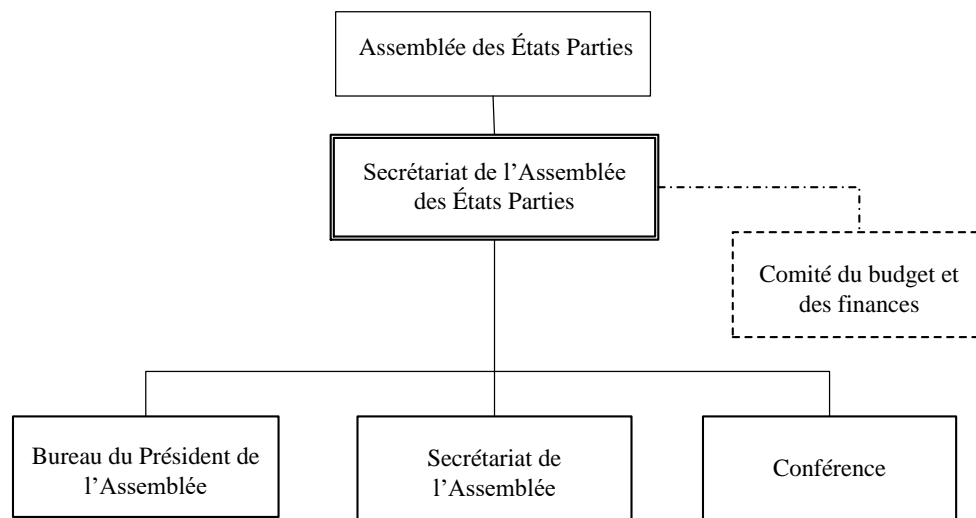 Assemblée des États Parties
Secrétariat de l’Assemblée
des États Parties
Comité du budget et
des finances
Bureau du Président de
l’Assemblée
Secrétariat de
l’Assemblée
Conférence